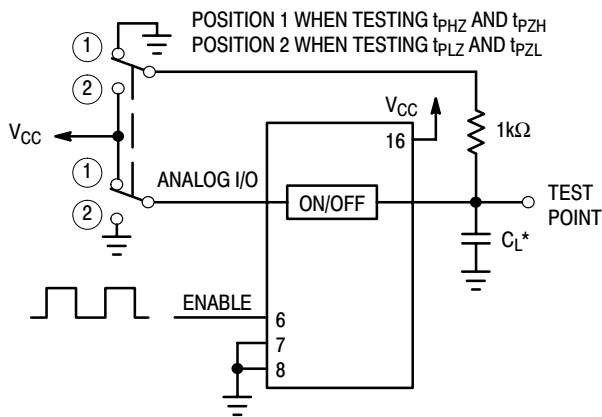 POSITION 1 WHEN TESTING tPHZ AND tPZH
POSITION 2 WHEN TESTING tPLZ AND tPZL
1
2
VCC
VCC
16
1kΩ
1
2
ANALOG I/O
ON/OFF
TEST
POINT
CL*
ENABLE
6
7
8